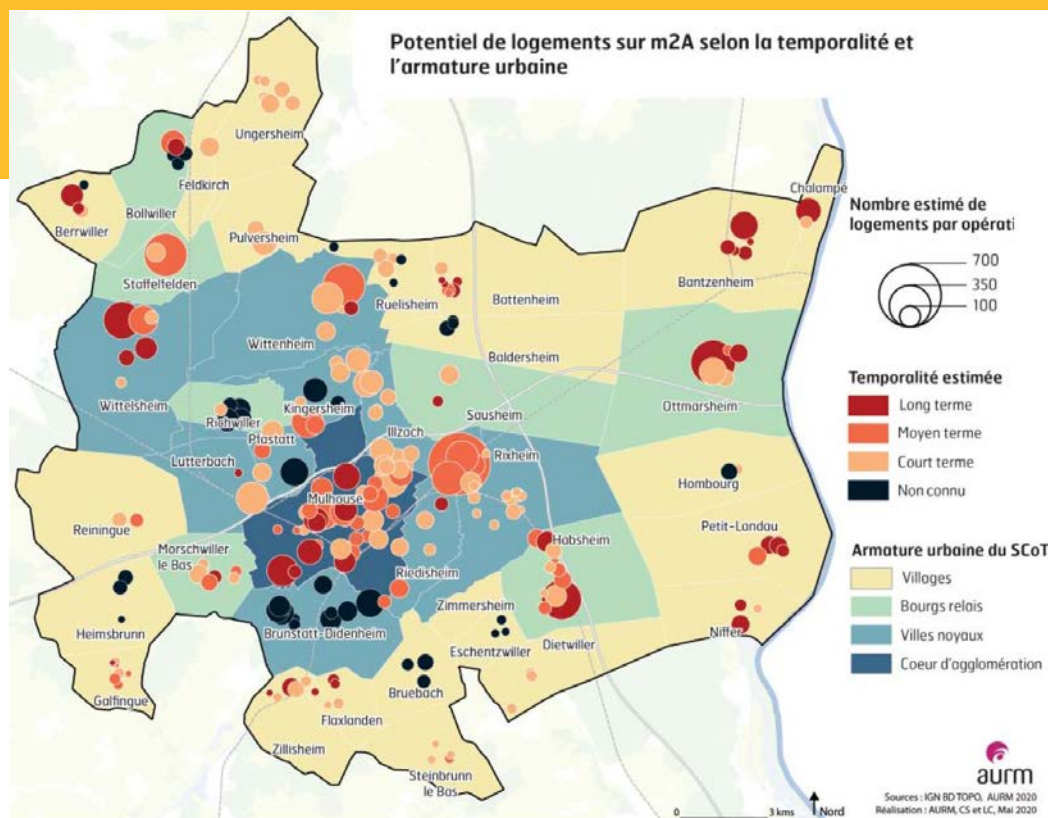 Potentiel de logements sur m2A selon la temporalité et
l'armature urbaine
Ungersheim
Feldkirch
Bollwiller
Berrwiller
Pulversheim
Staffelfelden
Ruelisheim
Battenheim
Bantzenheim
Chalampé
Wittenheim
Baldersheim
Wittelsheim
Richwiller
Kingersheim
Sausheim
Ottmarsheim
Pfastatt
Illzach
Lutterbach
Rixheim
Mulhouse
Hombourg
Reiningue
Petit-Landau
Morschwiller
le Bas
Habsheim
Riedisheim
Zimmersheim
Heimsbrunn
Brunstatt-Didenheim
Eschentzwiller
Dietwiller
Niffer
Galfingue
Bruebach
Flaxlanden
Zillisheim
Steinbrunn
le Bas
Nombre estimé de
logements par opérati
700
350
100
Temporalité estimée
Long terme
Moyen terme
Court terme
Non connu
Armature urbaine du SCoT
Villages
Bourgs relais
Villes noyaux
Coeur d'agglomération
aurm
Sources : IGN BD TOPO, AURM 2020
Réalisation : AURM, CS et LC, Mai 2020
0 3 kms Nord